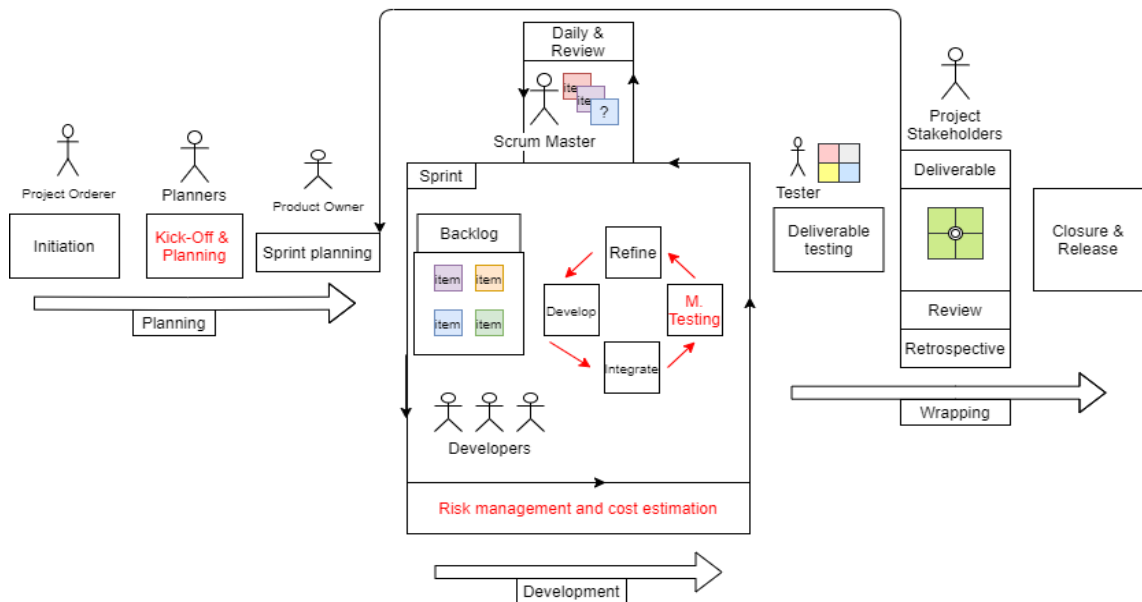 Daily &
Review
item
item
?
Scrum Master
Project
Stakeholders
Project Orderer
Planners
Product Owner
Tester
Initiation
Kick-Off &
Planning
Sprint planning
Sprint
Backlog
item
item
item
item
Refine
Develop
M.
Testing
Integrate
Developers
Risk management and cost estimation
Deliverable
testing
Deliverable
Review
Retrospective
Closure &
Release
Planning
Development
Wrapping